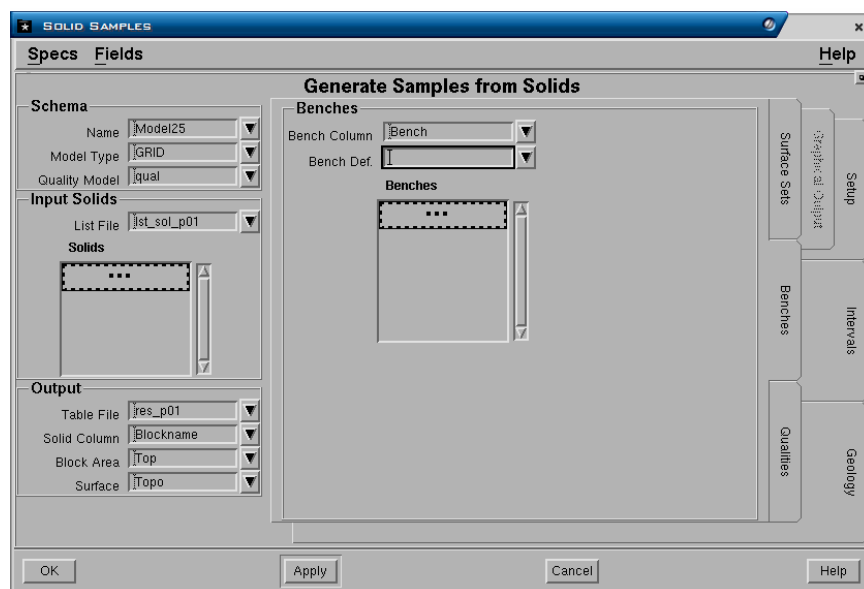 SOLID SAMPLES
Specs Fields Help
Generate Samples from Solids
Schema
Name Model25
Model Type GRID
Quality Model qual
Input Solids
List File lst_sol_p01
Solids
...
Output
Table File res_p01
Solid Column Blockname
Block Area Top
Surface Topo
Benches
Bench Column Bench
Bench Def.
Benches
...
Surface Sets
Benches
Qualities
Graphical Output
Setup
Intervals
Geology
OK Apply Cancel Help